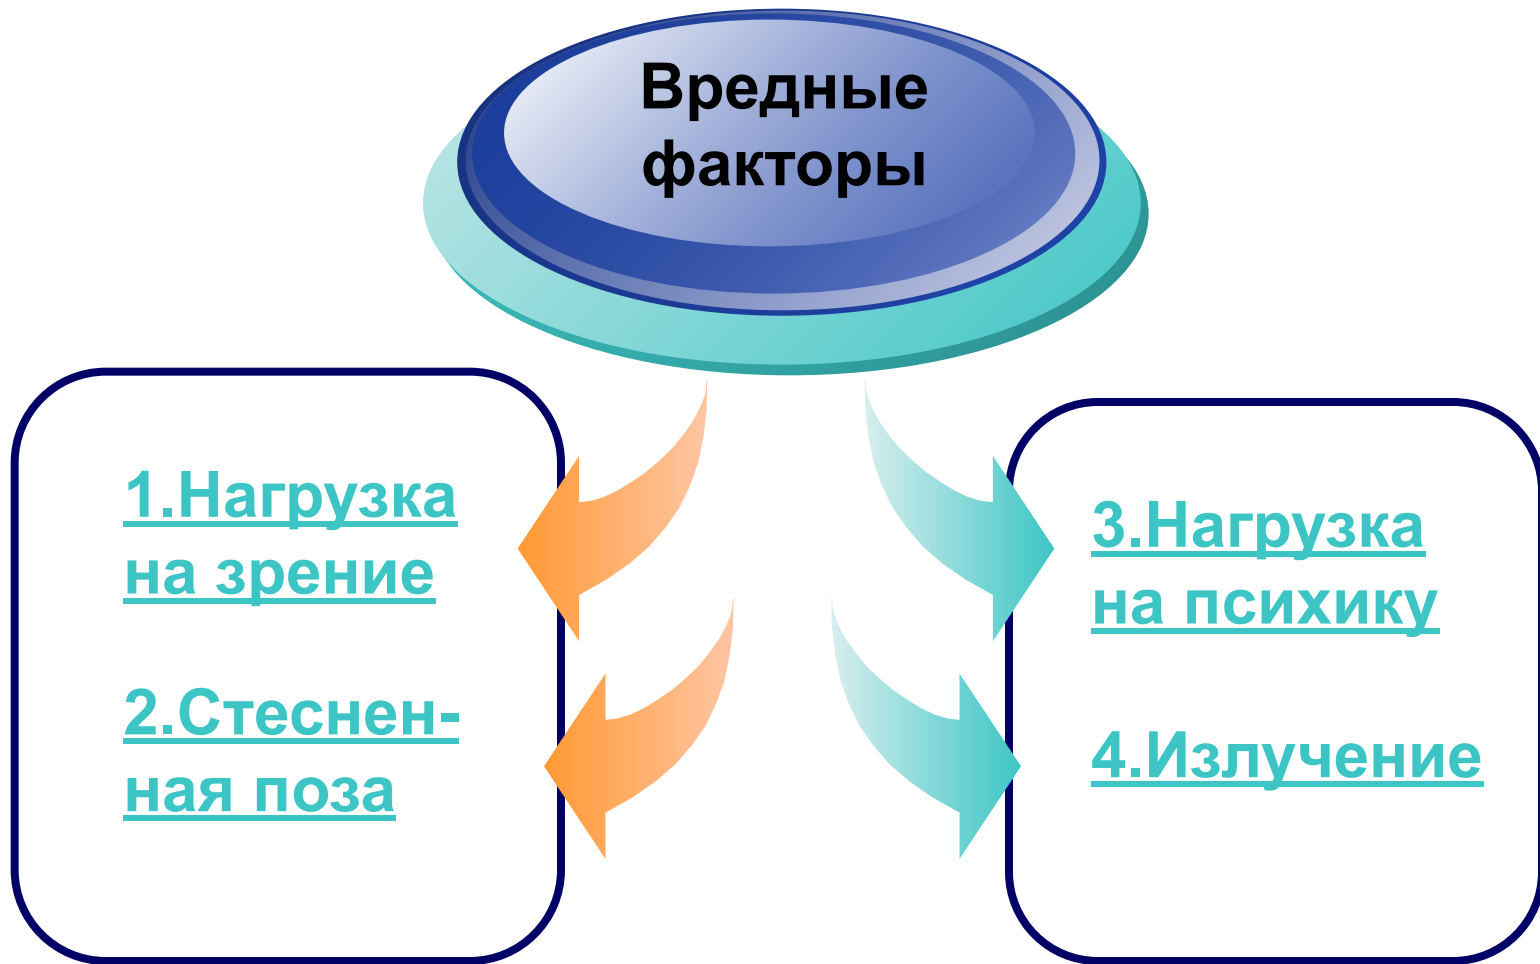 Вредные
факторы
1.Нагрузка
на зрение
2.Стеснен-
ная поза
3.Нагрузка
на психику
4.Излучение